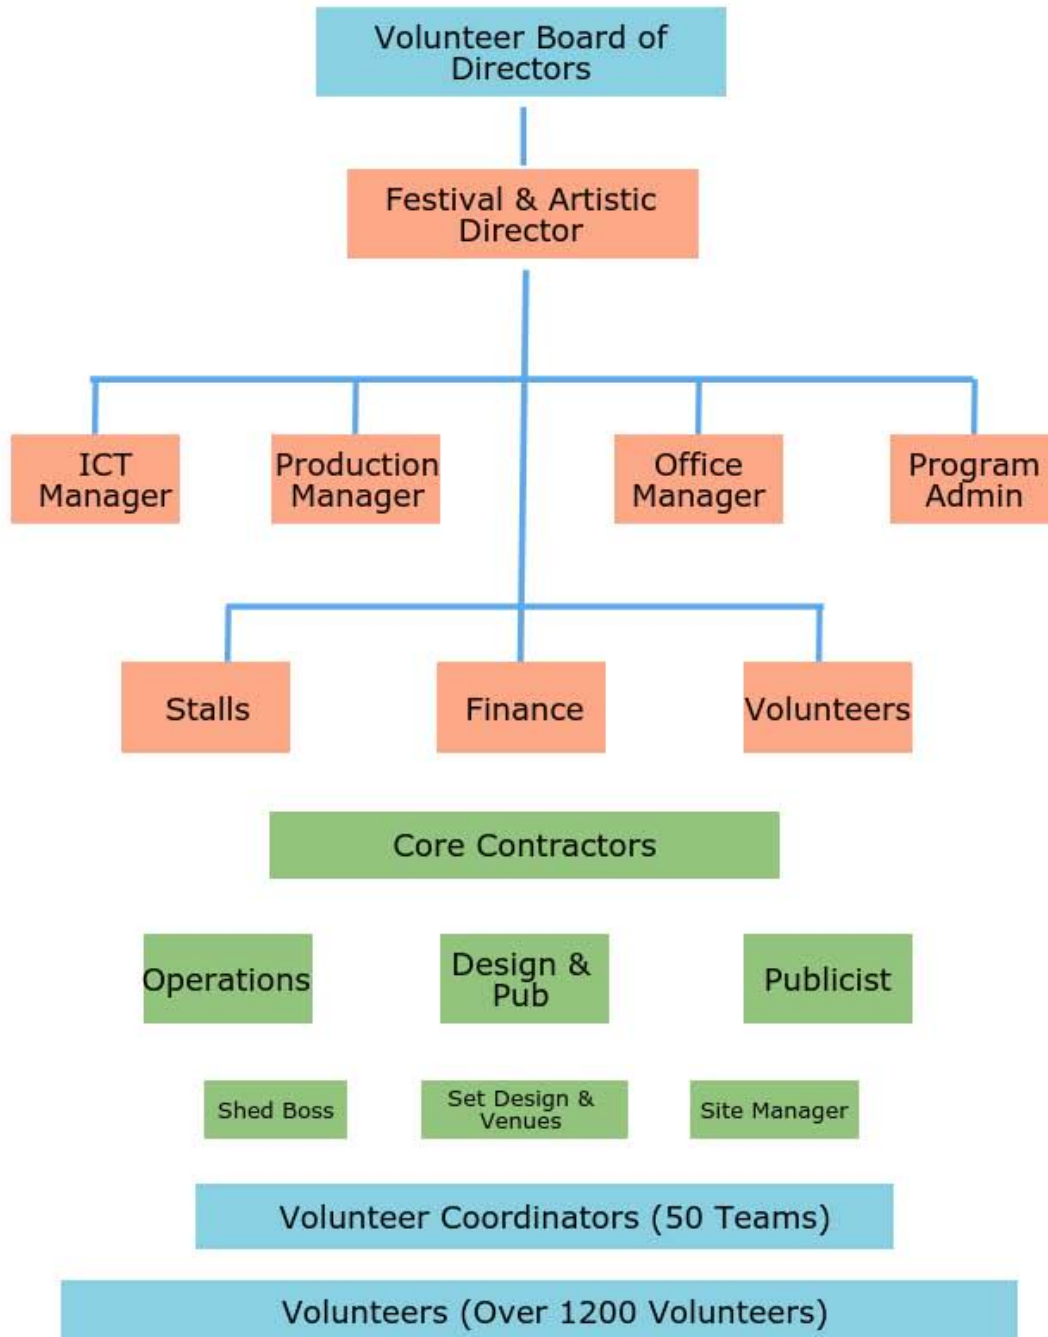 Volunteer Board of
Directors
Festival & Artistic
Director
ICT
Manager
Production
Manager
Office
Manager
Program
Admin
Stalls
Finance
Volunteers
Core Contractors
Operations
Design &
Pub
Publicist
Shed Boss
Set Design &
Venues
Site Manager
Volunteer Coordinators (50 Teams)
Volunteers (Over 1200 Volunteers)